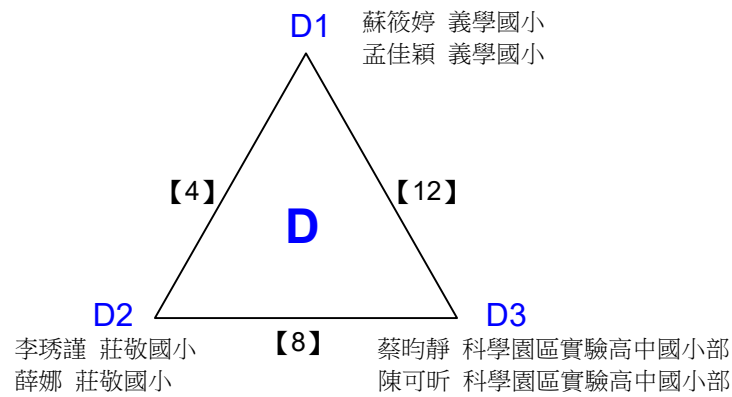 D1
蘇筱婷 義學國小
孟佳穎 義學國小
【4】
【12】
D
D2
【8】
D3
李琇謹 莊敬國小
薛娜 莊敬國小
蔡昀靜 科學園區實驗高中國小部
陳可昕 科學園區實驗高中國小部